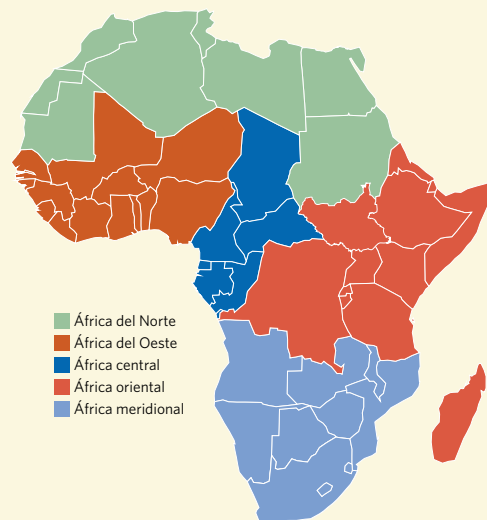 África del Norte
África del Oeste
África central
África oriental
África meridional